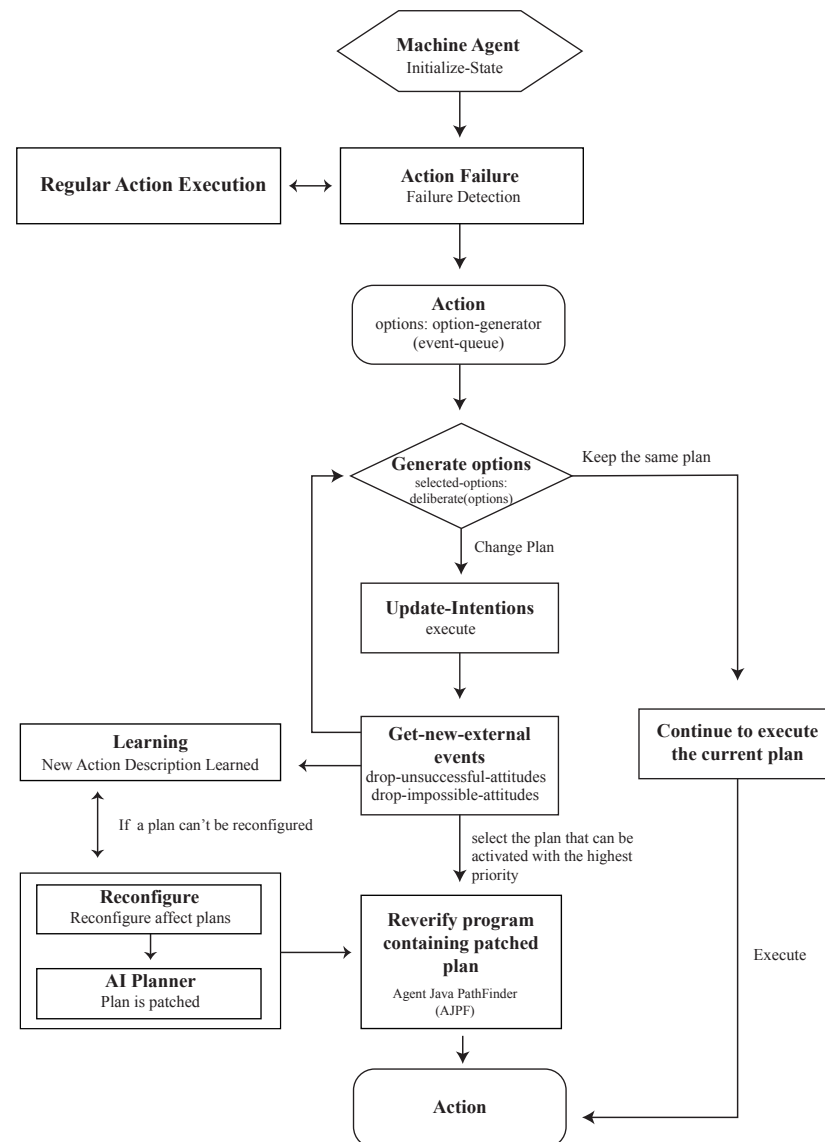 Machine Agent
Initialize-State
Regular Action Execution
Action Failure
Failure Detection
Action
options: option-generator
(event-queue)
Generate options
selected-options:
deliberate(options)
Keep the same plan
Change Plan
Update-Intentions
execute
Learning
New Action Description Learned
Get-new-external
events
drop-unsuccessful-attitudes
drop-impossible-attitudes
Continue to execute
the current plan
If a plan can't be reconfigured
select the plan that can be
activated with the highest
priority
Reconfigure
Reconfigure affect plans
AI Planner
Plan is patched
Reverify program
containing patched
plan
Agent Java PathFinder
(AJPF)
Execute
Action